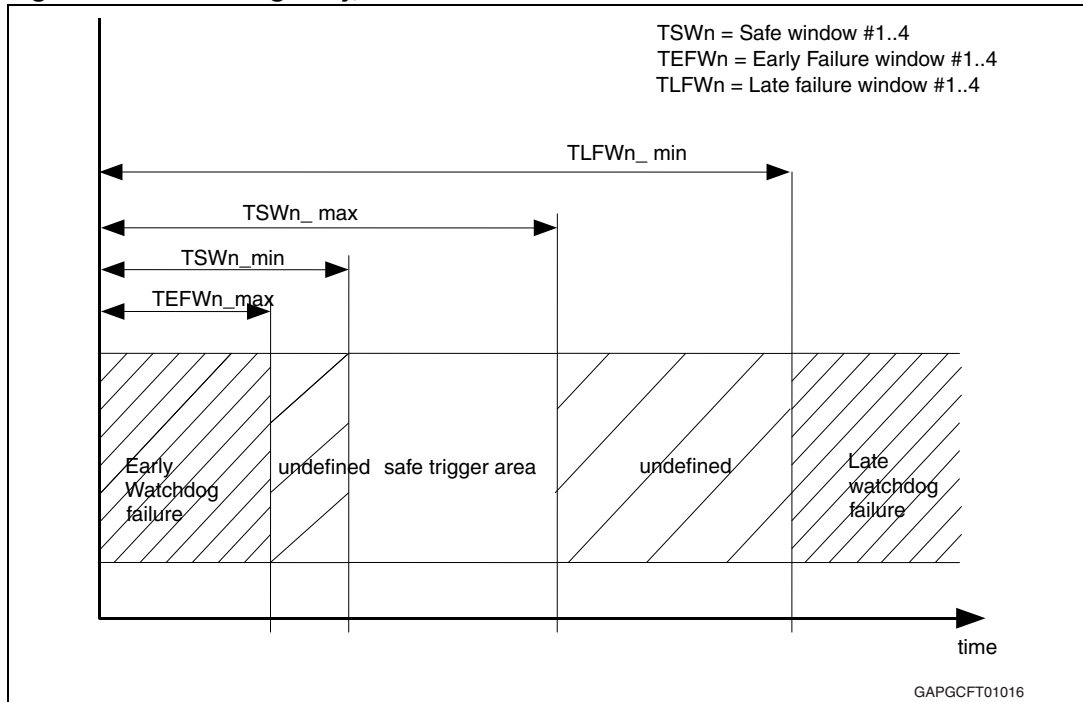 TSWn = Safe window #1..4
TEFWn = Early Failure window #1..4
TLFWn = Late failure window #1..4
TLFWn_ min
TSWn_ max
TSWn_min
TEFWn_max
Early
Watchdog
failure
undefined
safe trigger area
undefined
Late
watchdog
failure
time
GAPGCFT01016